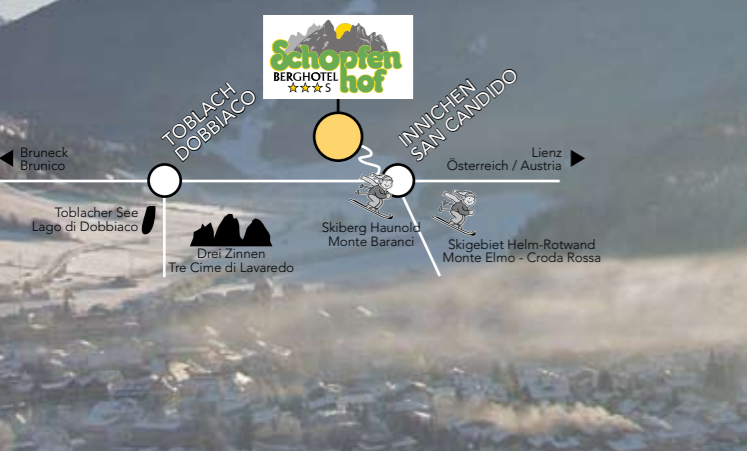 Schopfen
BERGHOTEL hof
★★★S
TOBLACH
DOBBIACO
INNICHEN
SAN CANDIDO
Bruneck
Brunico
Lienz
Österreich / Austria
Toblacher See
Lago di Dobbiaco
Drei Zinnen
Tre Cime di Lavaredo
Skiberg Haunold
Monte Baranci
Skigebiet Helm-Rotwand
Monte Elmo - Croda Rossa